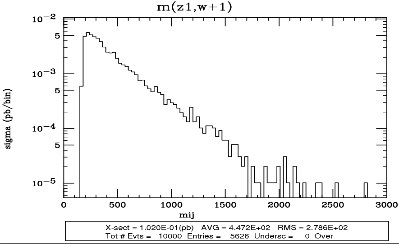 m(z1,w+1)
10⁻²
5
10⁻³
5
10⁻⁴
5
10⁻⁵
sigma (pb/bin)
0 500 1000 1500 2000 2500 3000
mij
X-sect = 1.020E-01(pb) AVG = 4.472E+02 RMS = 2.786E+02
Tot # Evts = 10000 Entries = 5626 Undersc = 0 Over